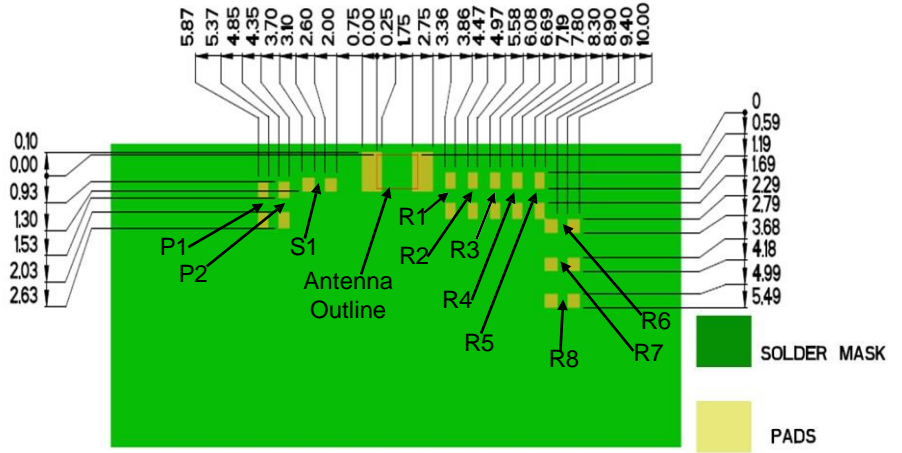 5.87
5.37
4.85
4.35
3.70
3.10
2.60
2.00
0.75
0.00
0.25
1.75
2.75
3.36
3.86
4.47
4.97
5.58
6.08
6.69
7.19
7.80
8.30
8.90
9.40
10.00
0.10
0.00
0.93
1.30
1.53
2.03
2.63
0
0.59
1.19
1.69
2.29
2.79
3.68
4.18
4.99
5.49
P1
P2
S1
Antenna
Outline
R1
R2
R3
R4
R5
R6
R7
R8
SOLDER MASK
PADS